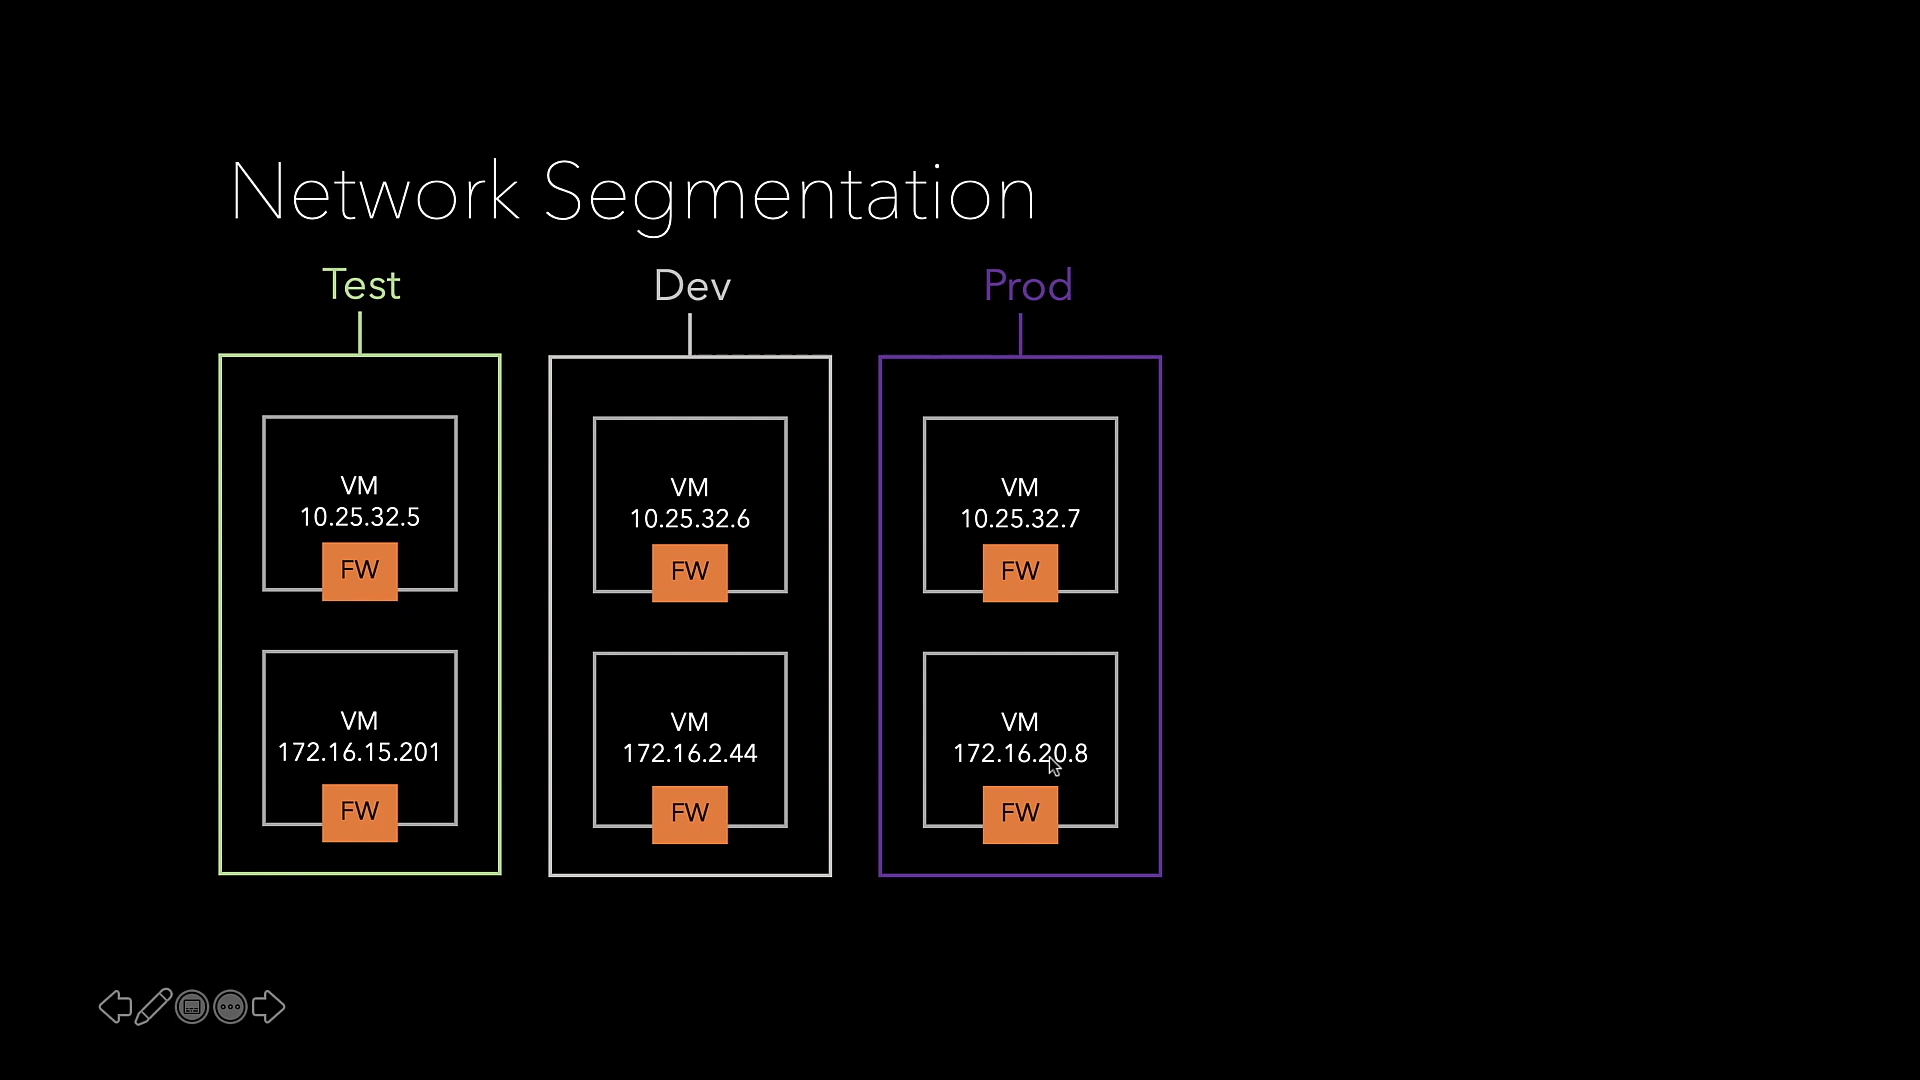 Network Segmentation
Test
Dev
Prod
VM
10.25.32.5
FW
VM
10.25.32.6
FW
VM
10.25.32.7
FW
VM
172.16.15.201
FW
VM
172.16.2.44
FW
VM
172.16.20.8
FW